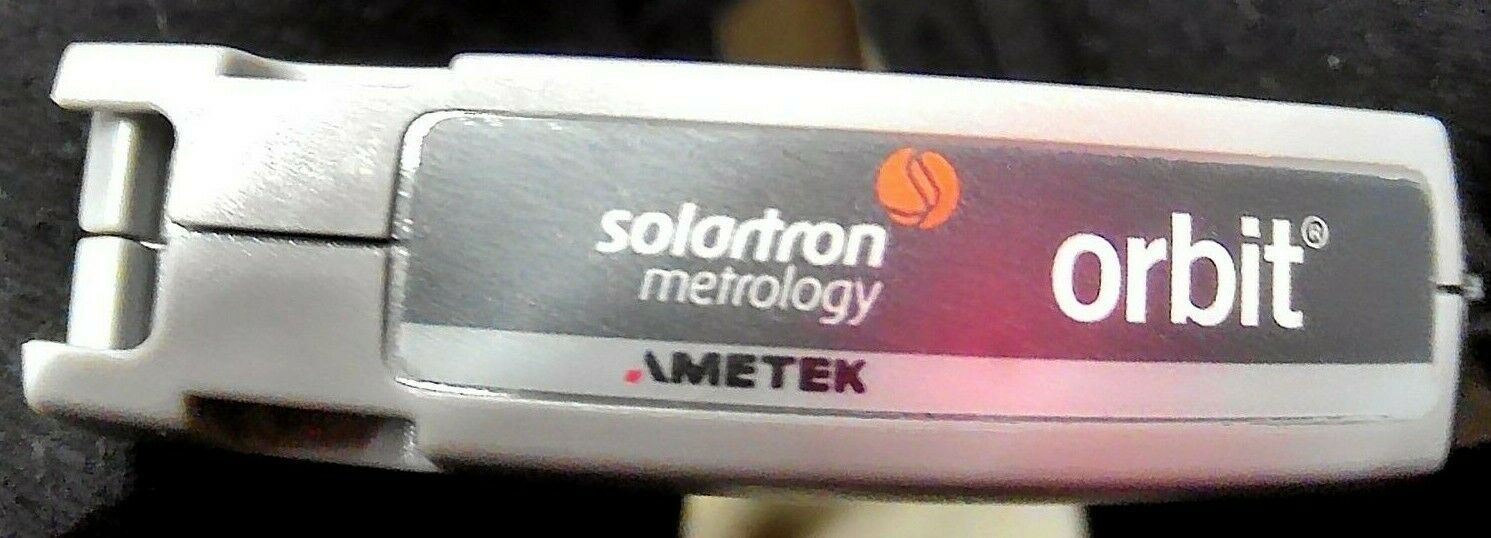 solartron
metrology
orbit®
AMETEK